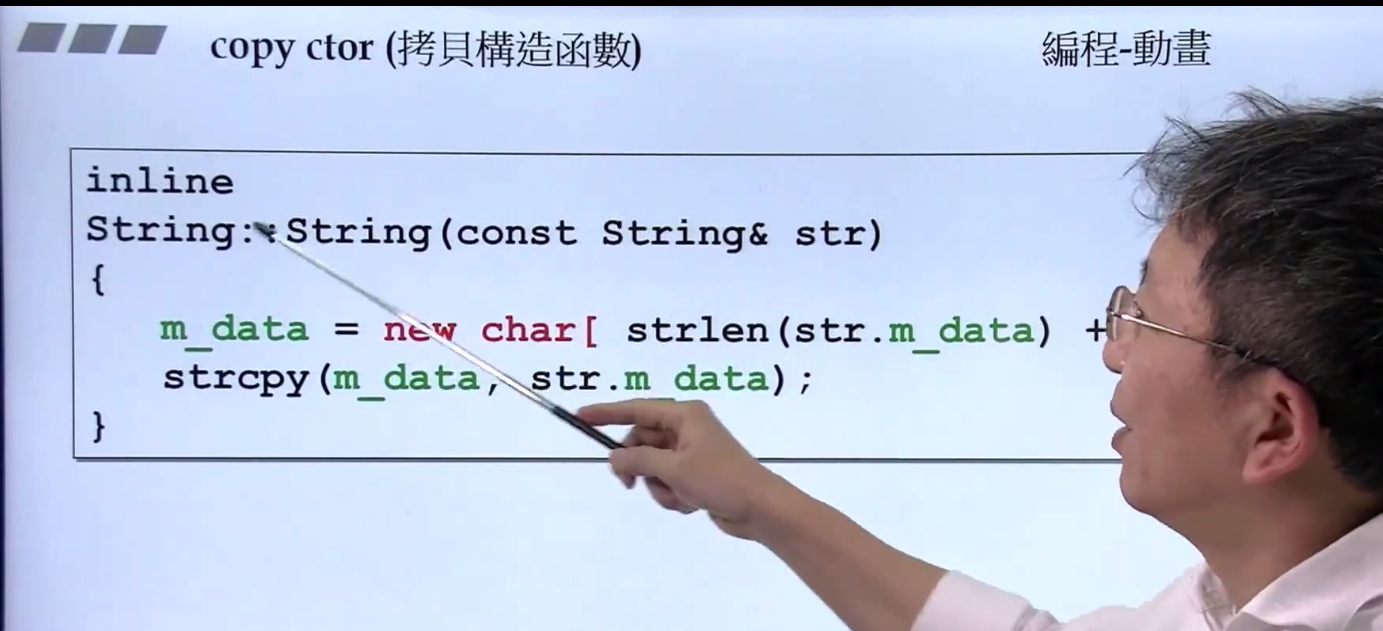 copy ctor (拷貝構造函數)
編程-動畫
inline
String::String(const String& str)
{
m_data = new char[ strlen(str.m_data) +
strcpy(m_data, str.m_data);
}